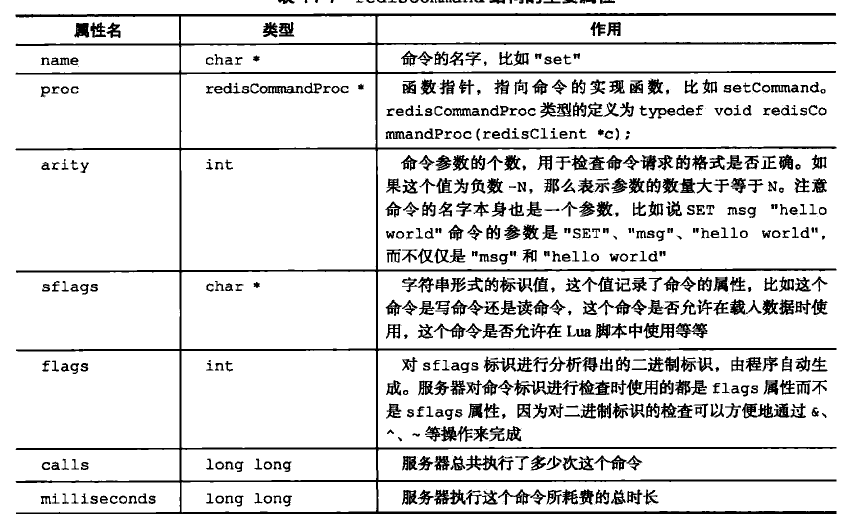 属性名 类型 作用
name char * 命令的名字，比如 "set"
proc redisCommandProc * 函数指针，指向命令的实现函数，比如 setCommand。
redisCommandProc 类型的定义为 typedef void redisCo
mmandProc(redisClient *c);
arity int 命令参数的个数，用于检查命令请求的格式是否正确。如
果这个值为负数 -N，那么表示参数的数量大于等于 N。注意
命令的名字本身也是一个参数，比如说 SET msg "hello
world" 命令的参数是 "SET"、"msg"、"hello world"，
而不仅仅是 "msg" 和 "hello world"
sflags char * 字符串形式的标识值，这个值记录了命令的属性，比如这个
命令是写命令还是读命令，这个命令是否允许在载入数据时使
用，这个命令是否允许在 Lua 脚本中使用等等
flags int 对 sflags 标识进行分析得出的二进制标识，由程序自动生
成。服务器对命令标识进行检查时使用的都是 flags 属性而不
是 sflags 属性，因为对二进制标识的检查可以方便地通过 &、
^、~ 等操作来完成
calls long long 服务器总共执行了多少次这个命令
milliseconds long long 服务器执行这个命令所耗费的总时长